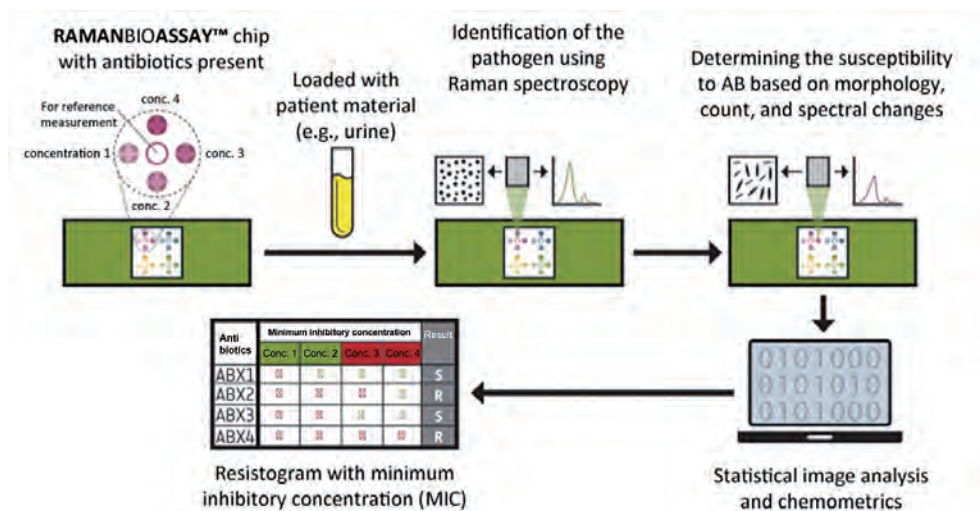 RAMANBIOASSAY™ chip
with antibiotics present
conc. 4
For reference
measurement
concentration 1
conc. 3
conc. 2
Loaded with
patient material
(e.g., urine)
Identification of the
pathogen using
Raman spectroscopy
Determining the susceptibility
to AB based on morphology,
count, and spectral changes
Anti
biotics
Minimum inhibitory concentration
Result
Conc. 1 Conc. 2 Conc. 3 Conc. 4
ABX1 S
ABX2 R
ABX3 S
ABX4 R
Resistogram with minimum
inhibitory concentration (MIC)
0101000
0101010
0101000
Statistical image analysis
and chemometrics